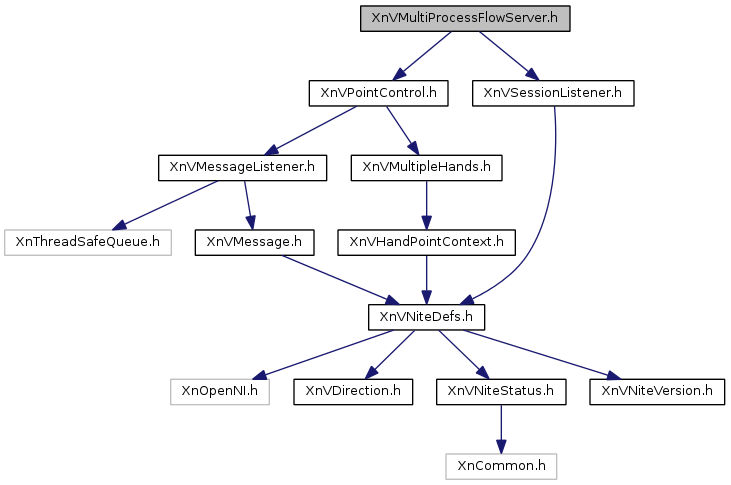 XnVMultiProcessFlowServer.h
XnVPointControl.h
XnVSessionListener.h
XnVMessageListener.h
XnVMultipleHands.h
XnThreadSafeQueue.h
XnVMessage.h
XnVHandPointContext.h
XnVNiteDefs.h
XnOpenNI.h
XnVDirection.h
XnVNiteStatus.h
XnVNiteVersion.h
XnCommon.h